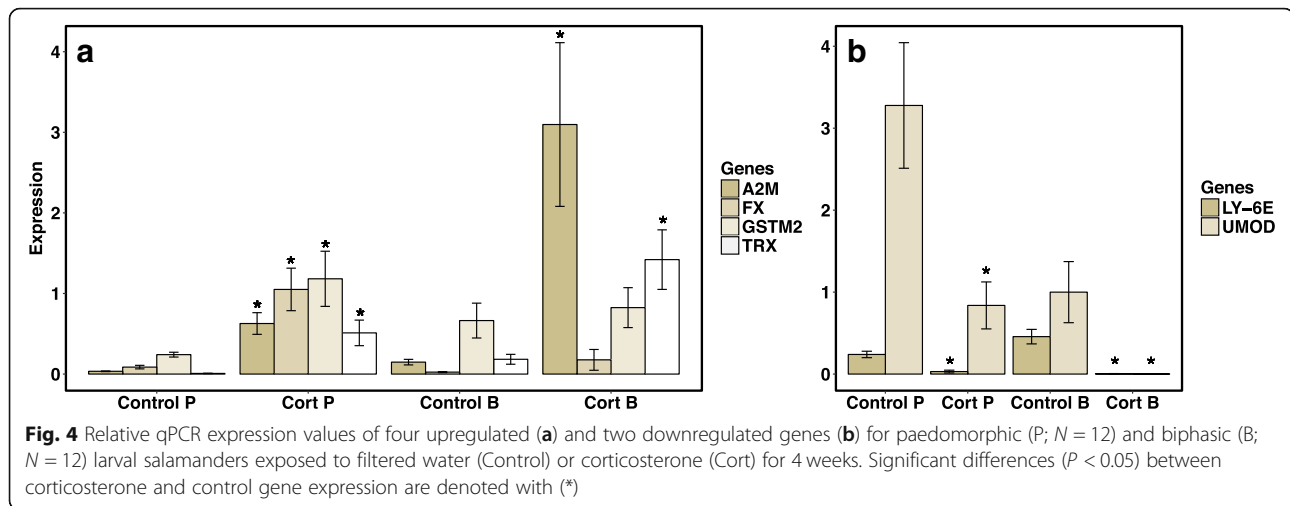 a
4
3
2
1
0
Expression
*
*
*
*
*
*
Control P
Cort P
Control B
Cort B
Genes
A2M
FX
GSTM2
TRX
b
4
3
2
1
0
*
*
*
*
Control P
Cort P
Control B
Cort B
Genes
LY−6E
UMOD
Fig. 4 Relative qPCR expression values of four upregulated (a) and two downregulated genes (b) for paedomorphic (P; N = 12) and biphasic (B;
N = 12) larval salamanders exposed to filtered water (Control) or corticosterone (Cort) for 4 weeks. Significant differences (P < 0.05) between
corticosterone and control gene expression are denoted with (*)